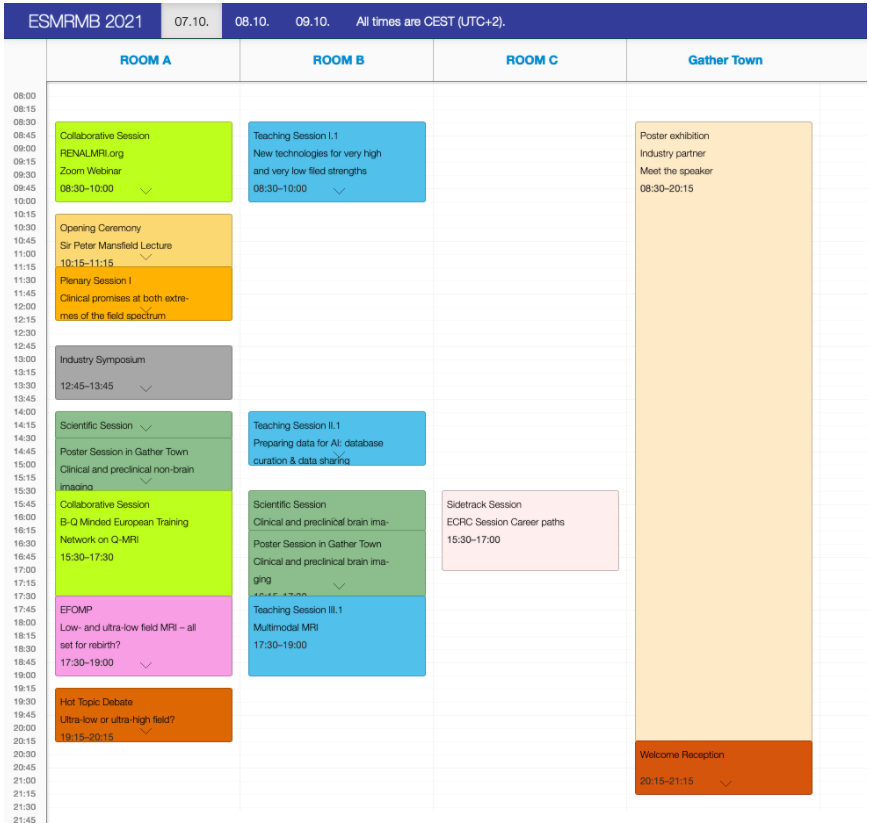 ESMRMB 2021 07.10. 08.10. 09.10. All times are CEST (UTC+2).
ROOM A ROOM B ROOM C Gather Town
08:00
08:15
08:30
08:45
09:00
09:15
09:30
09:45
10:00
10:15
10:30
10:45
11:00
11:15
11:30
11:45
12:00
12:15
12:30
12:45
13:00
13:15
13:30
13:45
14:00
14:15
14:30
14:45
15:00
15:15
15:30
15:45
16:00
16:15
16:30
16:45
17:00
17:15
17:30
17:45
18:00
18:15
18:30
18:45
19:00
19:15
19:30
19:45
20:00
20:15
20:30
20:45
21:00
21:15
21:30
21:45
Collaborative Session
RENALMRI.org
Zoom Webinar
08:30–10:00
Opening Ceremony
Sir Peter Mansfield Lecture
10:15–11:15
Plenary Session I
Clinical promises at both extre-
mes of the field spectrum
Industry Symposium
12:45–13:45
Scientific Session
Poster Session in Gather Town
Clinical and preclinical non-brain
imaging
Collaborative Session
B-Q Minded European Training
Network on Q-MRI
15:30–17:30
EFOMP
Low- and ultra-low field MRI – all
set for rebirth?
17:30–19:00
Hot Topic Debate
Ultra-low or ultra-high field?
19:15–20:15
Teaching Session I.1
New technologies for very high
and very low filed strengths
08:30–10:00
Teaching Session II.1
Preparing data for AI: database
curation & data sharing
Scientific Session
Clinical and preclinical brain ima-
Poster Session in Gather Town
Clinical and preclinical brain ima-
ging
Teaching Session III.1
Multimodal MRI
17:30–19:00
Sidetrack Session
ECRC Session Career paths
15:30–17:00
Poster exhibition
Industry partner
Meet the speaker
08:30–20:15
Welcome Reception
20:15–21:15